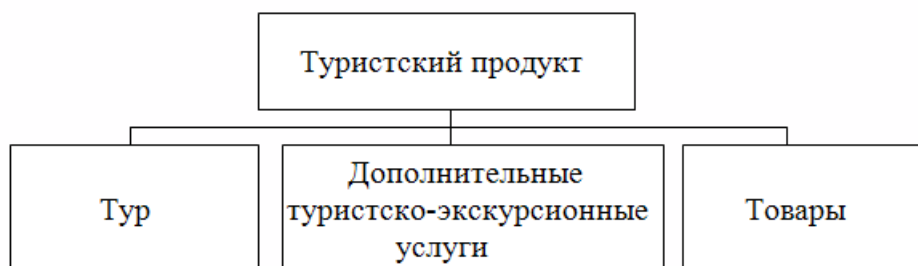 Туристский продукт
Тур
Дополнительные
туристско-экскурсионные
услуги
Товары